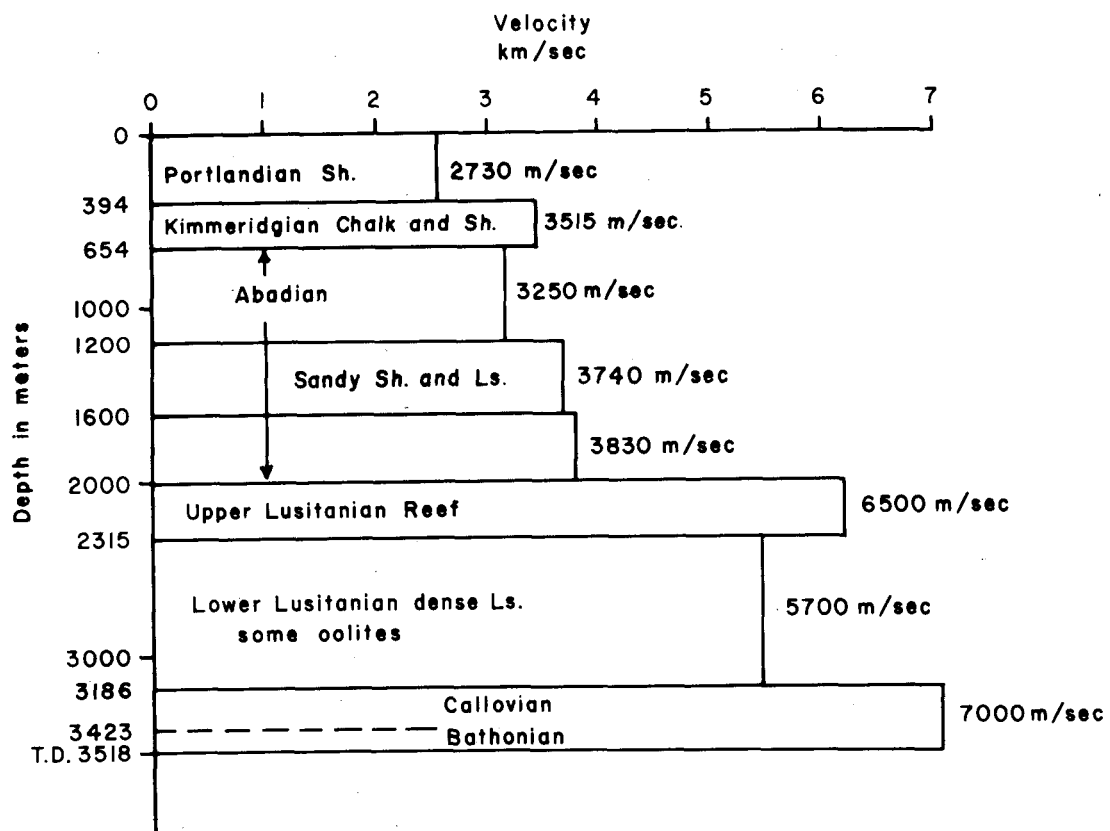 Velocity
km/sec
0 1 2 3 4 5 6 7
0
Portlandian Sh. 2730 m/sec
394
Kimmeridgian Chalk and Sh. 3515 m/sec.
654
Abadian 3250 m/sec
1000
1200
Sandy Sh. and Ls. 3740 m/sec
1600
3830 m/sec
2000
Upper Lusitanian Reef 6500 m/sec
2315
Lower Lusitanian dense Ls. 5700 m/sec
some oolites
3000
3186
Callovian 7000 m/sec
3423
Bathonian
T.D. 3518
Depth in meters